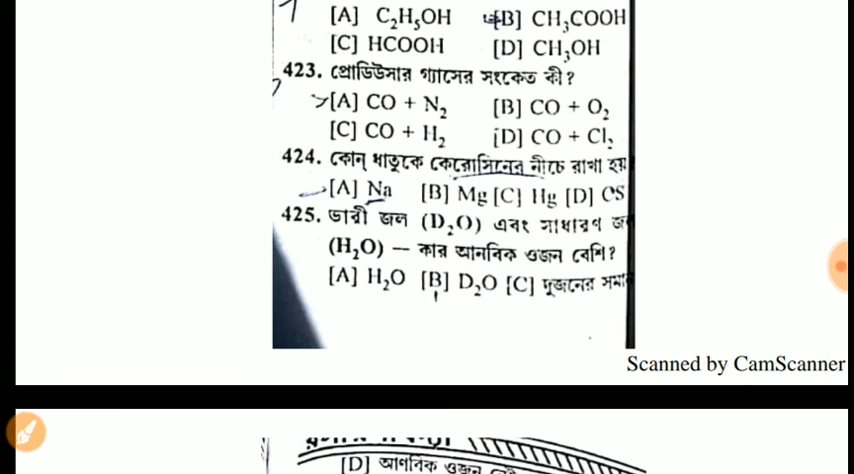 [A] C₂H₅OH [B] CH₃COOH
[C] HCOOH [D] CH₃OH
423. প্রোডিউসার গ্যাসের সংকেত কী?
[A] CO + N₂ [B] CO + O₂
[C] CO + H₂ [D] CO + Cl₂
424. কোন্ ধাতুকে কেরোসিনের নীচে রাখা হয়
[A] Na [B] Mg [C] Hg [D] CS
425. ভারী জল (D₂O) এবং সাধারণ
(H₂O) — কার আনবিক ওজন বেশি?
[A] H₂O [B] D₂O [C] দুজনের
Scanned by CamScanner
[D] আণবিক ওজন